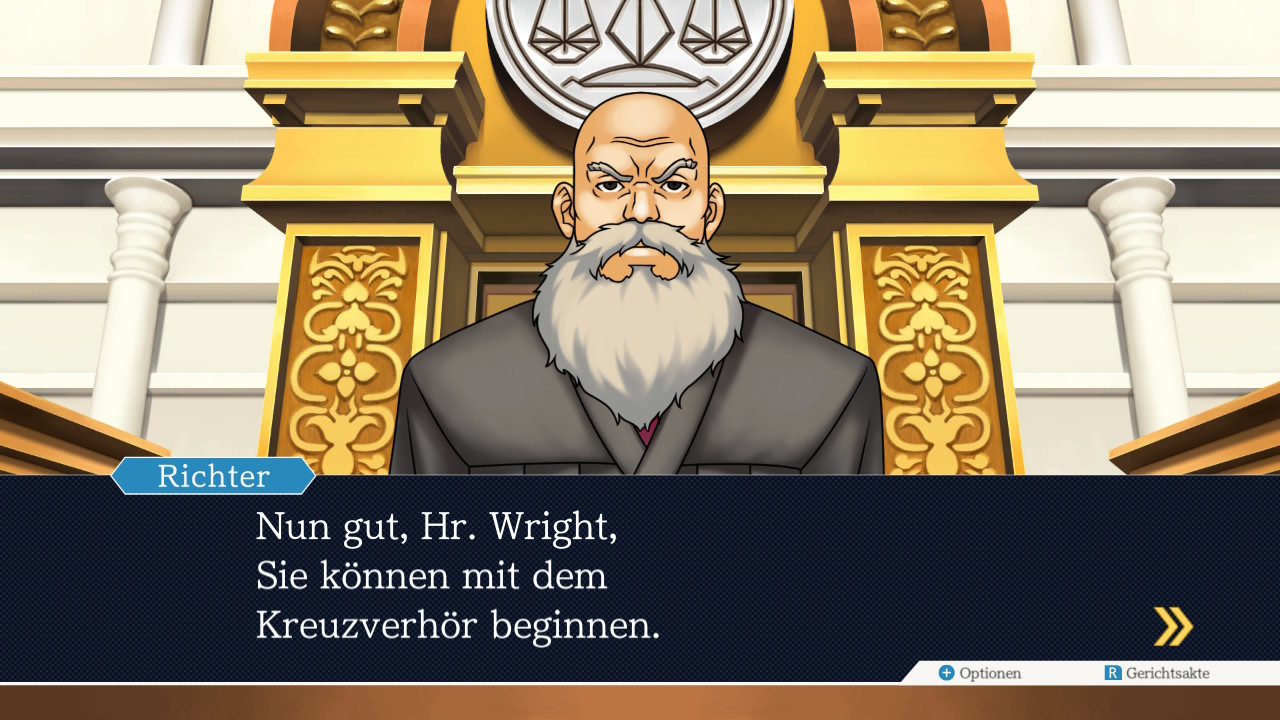 Richter
Nun gut, Hr. Wright,
Sie können mit dem
Kreuzverhör beginnen.
+ Optionen
R Gerichtsakte